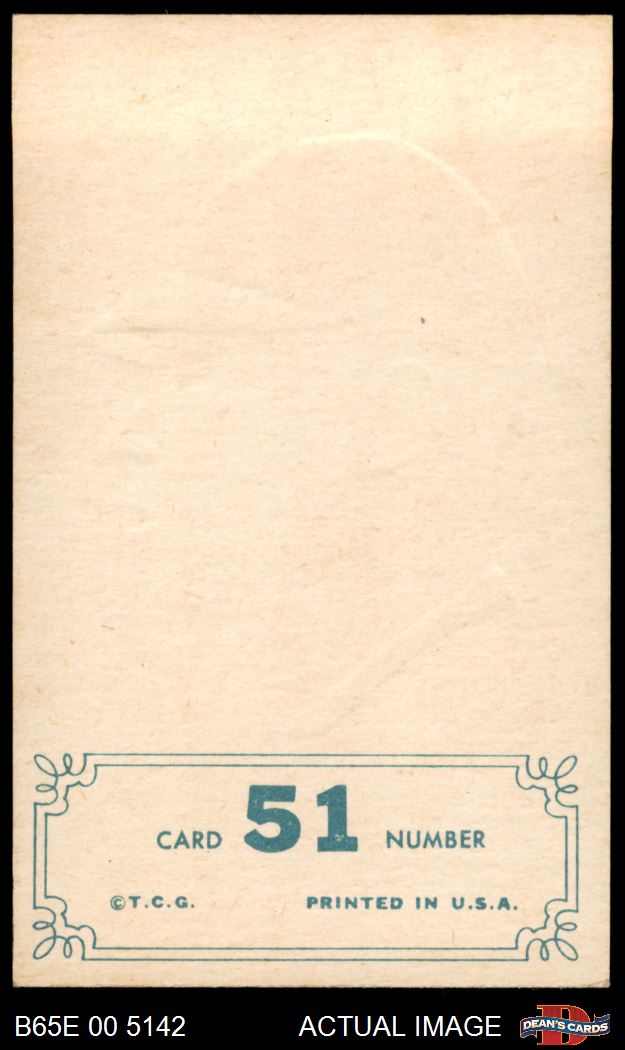 CARD 51 NUMBER
©T.C.G. PRINTED IN U.S.A.
B65E 00 5142 ACTUAL IMAGE DEAN'S CARDS